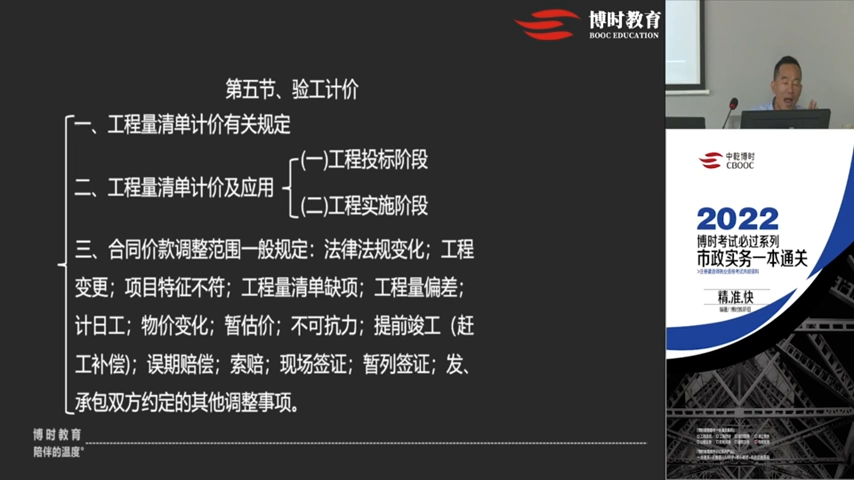 博时教育
BOOC EDUCATION
第五节、验工计价
一、工程量清单计价有关规定
二、工程量清单计价及应用
(一)工程投标阶段
(二)工程实施阶段
三、合同价款调整范围一般规定：法律法规变化；工程
变更；项目特征不符；工程量清单缺项；工程量偏差；
计日工；物价变化；暂估价；不可抗力；提前竣工（赶
工补偿)；误期赔偿；索赔；现场签证；暂列签证；发、
承包双方约定的其他调整事项。
博时教育
陪伴的温度
中乾博时
CBOOC
2022
博时考试必过系列
市政实务一本通关
精,准,快